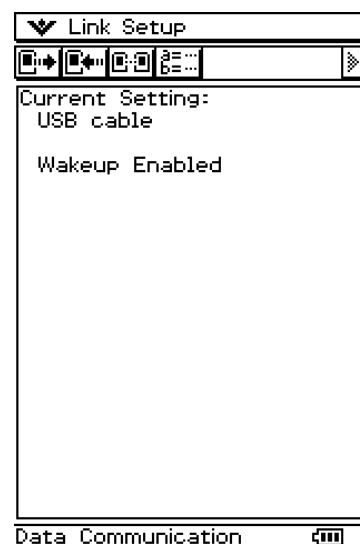 Link Setup
Current Setting:
USB cable
Wakeup Enabled
Data Communication